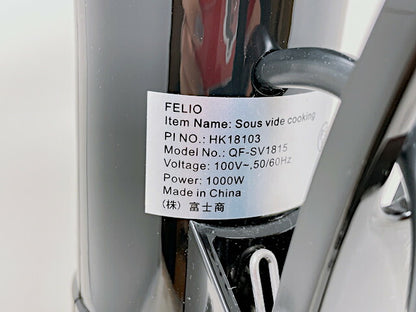 FELIO
Item Name: Sous vide cooking
PI NO.: HK18103
Model No.: QF-SV1815
Voltage: 100V~,50/60Hz
Power: 1000W
Made in China
(株) 富士商